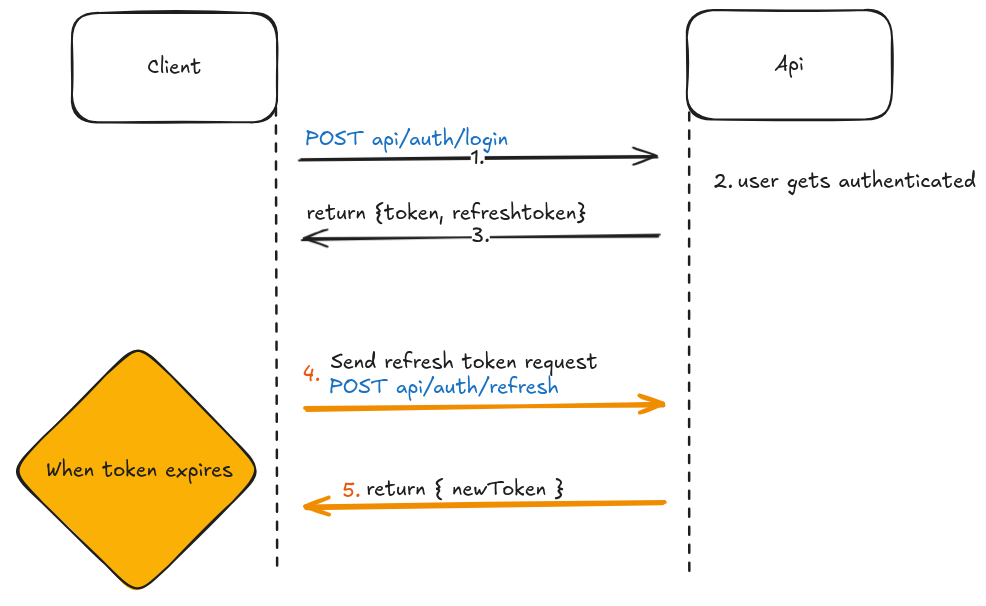 Client
Api
POST api/auth/login
1.
2. user gets authenticated
return {token, refreshtoken}
3.
4. Send refresh token request
POST api/auth/refresh
When token expires
5. return { newToken }